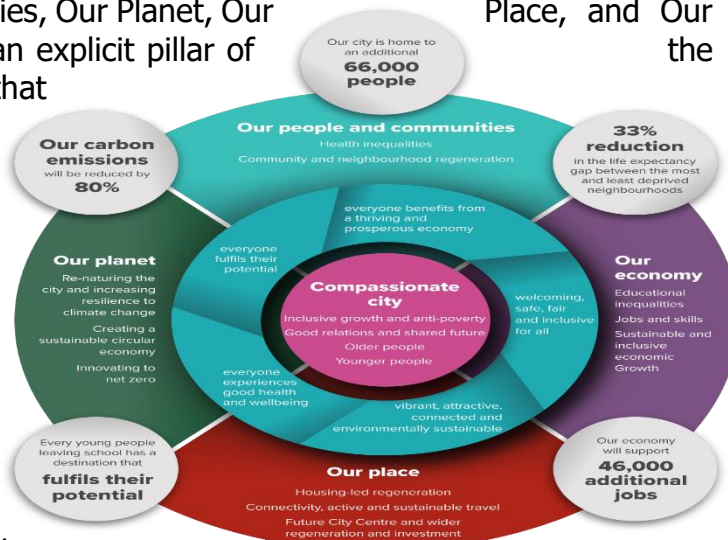 ies, Our Planet, Our Place, and Our
an explicit pillar of the
that
Our city is home to
an additional
66,000
people
Our carbon
emissions
will be reduced by
80%
33%
reduction
in the life expectancy
gap between the most
and least deprived
neighbourhoods
Our people and communities
Health inequalities
Community and neighbourhood regeneration
Our planet
Re-naturing the
city and increasing
resilience to
climate change
Creating a
sustainable circular
economy
Innovating to
net zero
everyone
fulfils their
potential
everyone benefits from
a thriving and
prosperous economy
welcoming,
safe, fair
and inclusive
for all
everyone
experiences
good health
and wellbeing
vibrant, attractive,
connected and
environmentally sustainable
Compassionate
city
Inclusive growth and anti-poverty
Good relations and shared future
Older people
Younger people
Our
economy
Educational
inequalities
Jobs and skills
Sustainable and
inclusive
economic
Growth
Every young people
leaving school has a
destination that
fulfils their
potential
Our place
Housing-led regeneration
Connectivity, active and sustainable travel
Future City Centre and wider
regeneration and investment
Our economy
will support
46,000
additional
jobs